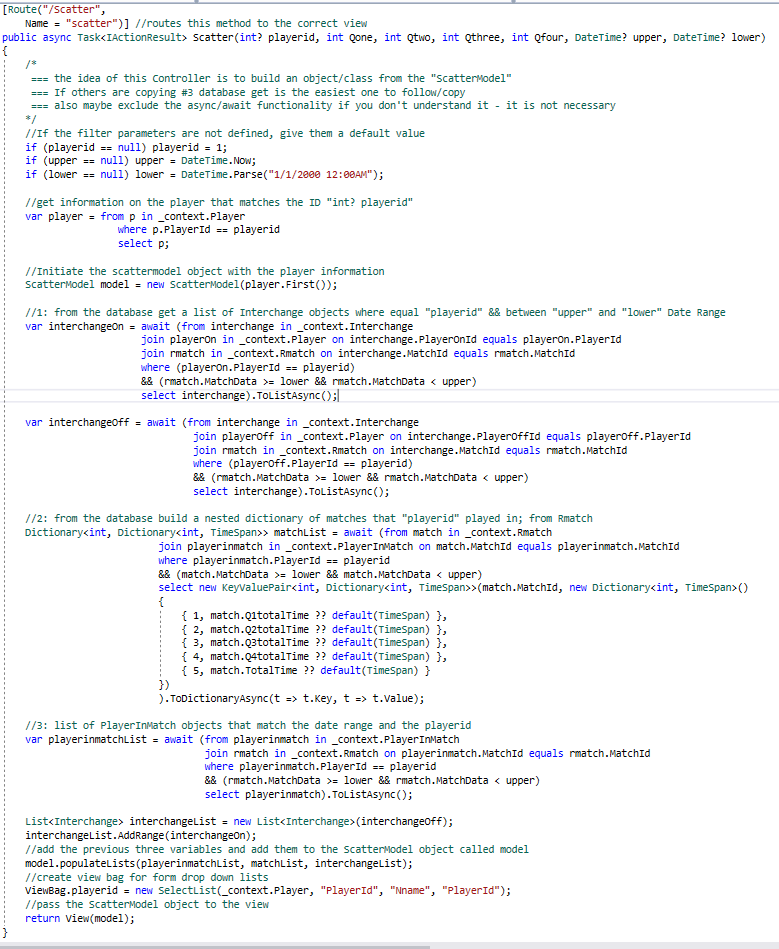 [Route("/Scatter",
Name = "scatter")] //routes this method to the correct view
public async Task<IActionResult> Scatter(int? playerid, int Qone, int Qtwo, int Qthree, int Qfour, DateTime? upper, DateTime? lower)
{
/*
=== the idea of this Controller is to build an object/class from the "ScatterModel"
=== If others are copying #3 database get is the easiest one to follow/copy
=== also maybe exclude the async/await functionality if you don't understand it - it is not necessary
*/
//If the filter parameters are not defined, give them a default value
if (playerid == null) playerid = 1;
if (upper == null) upper = DateTime.Now;
if (lower == null) lower = DateTime.Parse("1/1/2000 12:00AM");
//get information on the player that matches the ID "int? playerid"
var player = from p in _context.Player
where p.PlayerId == playerid
select p;
//Initiate the scattermodel object with the player information
ScatterModel model = new ScatterModel(player.First());
//1: from the database get a list of Interchange objects where equal "playerid" && between "upper" and "lower" Date Range
var interchangeOn = await (from interchange in _context.Interchange
join playerOn in _context.Player on interchange.PlayerOnId equals playerOn.PlayerId
join rmatch in _context.Rmatch on interchange.MatchId equals rmatch.MatchId
where (playerOn.PlayerId == playerid)
&& (rmatch.MatchData >= lower && rmatch.MatchData < upper)
select interchange).ToListAsync();
var interchangeOff = await (from interchange in _context.Interchange
join playerOff in _context.Player on interchange.PlayerOffId equals playerOff.PlayerId
join rmatch in _context.Rmatch on interchange.MatchId equals rmatch.MatchId
where (playerOff.PlayerId == playerid)
&& (rmatch.MatchData >= lower && rmatch.MatchData < upper)
select interchange).ToListAsync();
//2: from the database build a nested dictionary of matches that "playerid" played in; from Rmatch
Dictionary<int, Dictionary<int, TimeSpan>> matchList = await (from match in _context.Rmatch
join playerinmatch in _context.PlayerInMatch on match.MatchId equals playerinmatch.MatchId
where playerinmatch.PlayerId == playerid
&& (match.MatchData >= lower && match.MatchData < upper)
select new KeyValuePair<int, Dictionary<int, TimeSpan>>(match.MatchId, new Dictionary<int, TimeSpan>()
{
{ 1, match.Q1totalTime ?? default(TimeSpan) },
{ 2, match.Q2totalTime ?? default(TimeSpan) },
{ 3, match.Q3totalTime ?? default(TimeSpan) },
{ 4, match.Q4totalTime ?? default(TimeSpan) },
{ 5, match.TotalTime ?? default(TimeSpan) }
})
).ToDictionaryAsync(t => t.Key, t => t.Value);
//3: list of PlayerInMatch objects that match the date range and the playerid
var playerinmatchList = await (from playerinmatch in _context.PlayerInMatch
join rmatch in _context.Rmatch on playerinmatch.MatchId equals rmatch.MatchId
where playerinmatch.PlayerId == playerid
&& (rmatch.MatchData >= lower && rmatch.MatchData < upper)
select playerinmatch).ToListAsync();
List<Interchange> interchangeList = new List<Interchange>(interchangeOff);
interchangeList.AddRange(interchangeOn);
//add the previous three variables and add them to the ScatterModel object called model
model.populateLists(playerinmatchList, matchList, interchangeList);
//create view bag for form drop down lists
ViewBag.playerid = new SelectList(_context.Player, "PlayerId", "Nname", "PlayerId");
//pass the ScatterModel object to the view
return View(model);
}